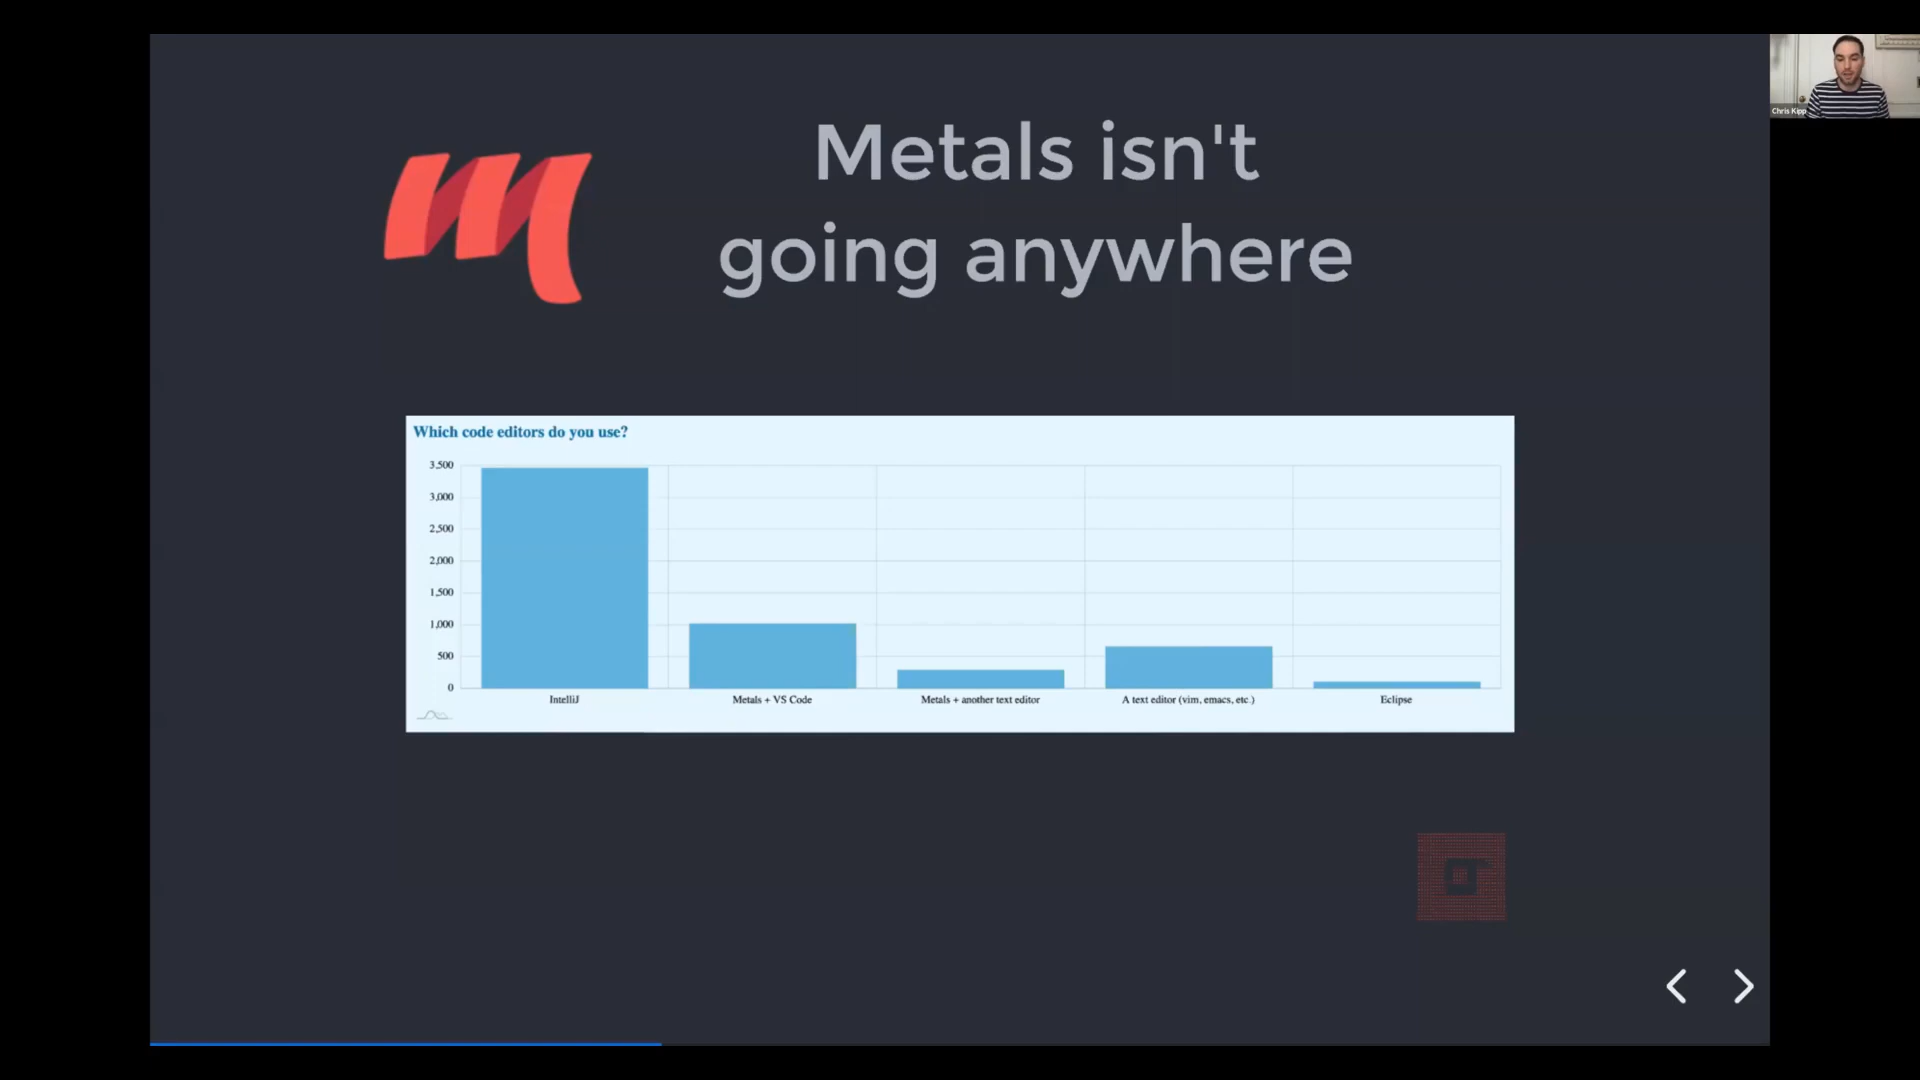 Metals isn't
going anywhere
Chris Kipp
Which code editors do you use?
3,500
3,000
2,500
2,000
1,500
1,000
500
0
IntelliJ
Metals + VS Code
Metals + another text editor
A text editor (vim, emacs, etc.)
Eclipse